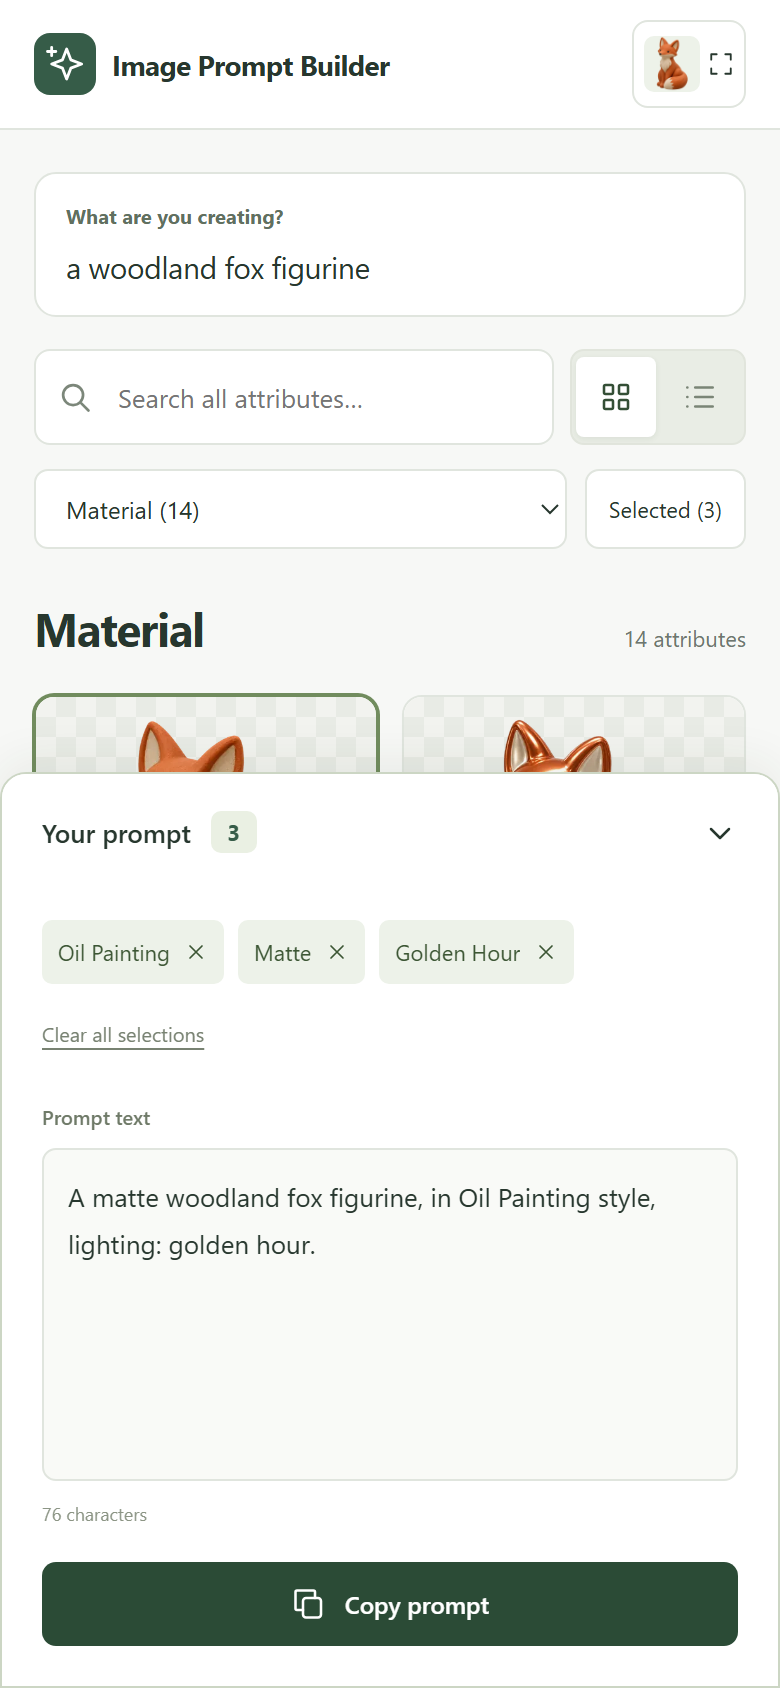 Image Prompt Builder
What are you creating?
a woodland fox figurine
Search all attributes...
Material (14)
Selected (3)
Material
14 attributes
Your prompt 3
Oil Painting
Matte
Golden Hour
Clear all selections
Prompt text
A matte woodland fox figurine, in Oil Painting style,
lighting: golden hour.
76 characters
Copy prompt